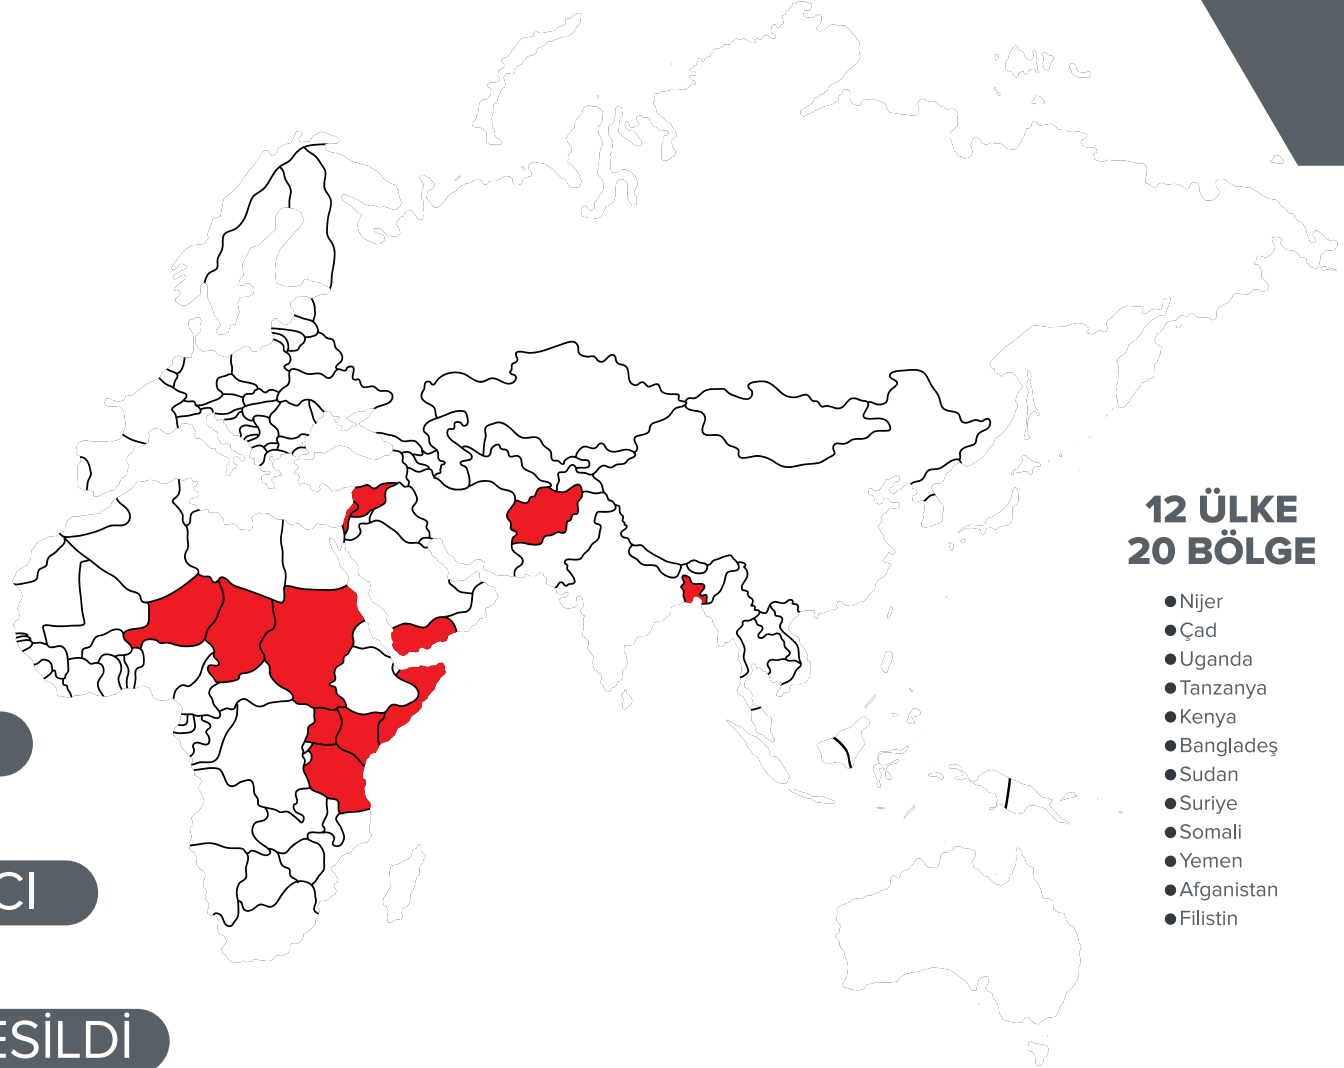 12 ÜLKE
20 BÖLGE
● Nijer
● Çad
● Uganda
● Tanzanya
● Kenya
● Bangladeş
● Sudan
● Suriye
● Somali
● Yemen
● Afganistan
● Filistin
CI
ESİLDİ